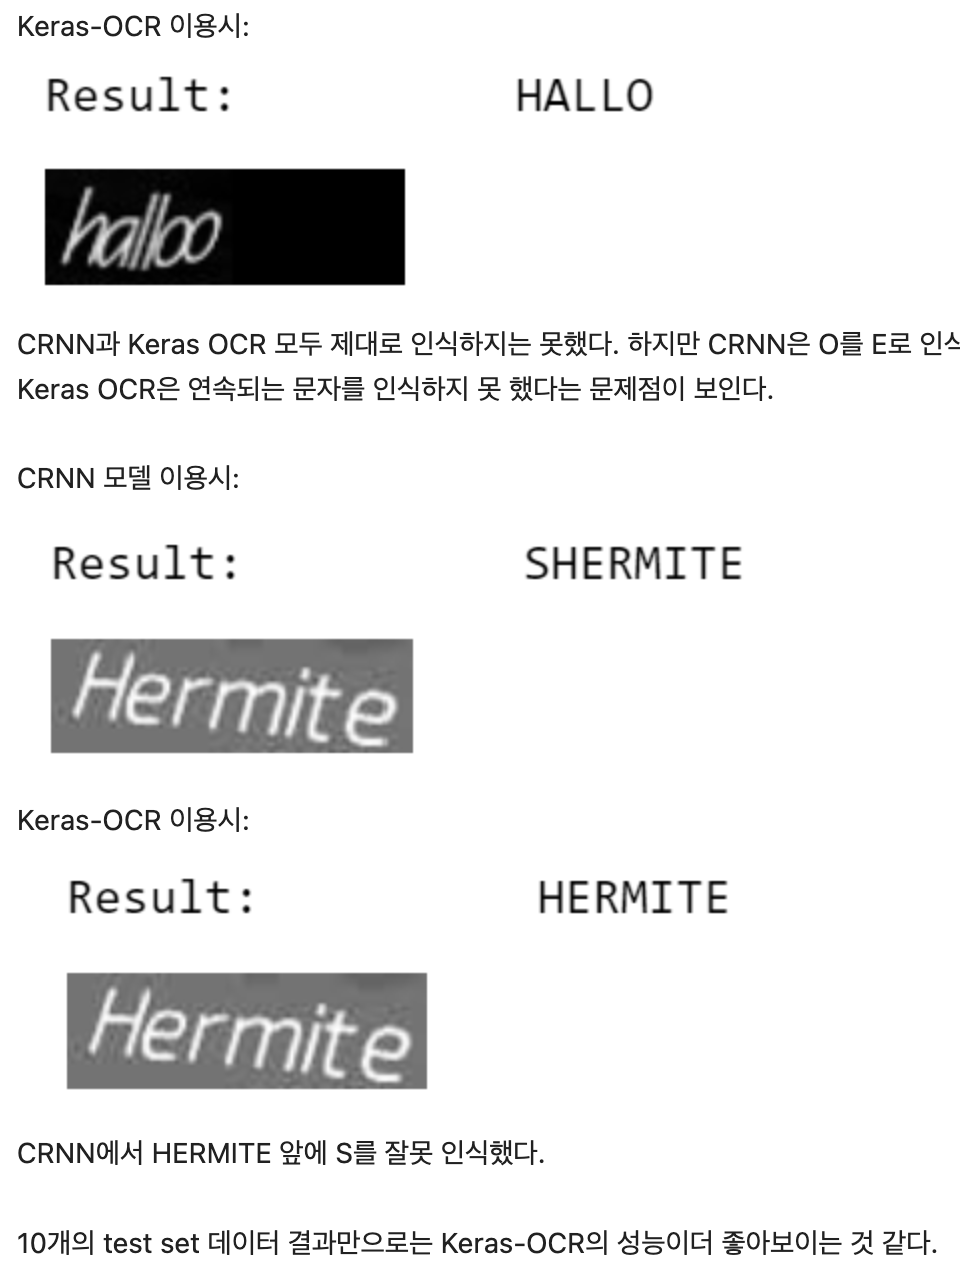 Keras-OCR 이용시:
Result: HALLO
halloo
CRNN과 Keras OCR 모두 제대로 인식하지는 못했다. 하지만 CRNN은 O를 E로 인식
Keras OCR은 연속되는 문자를 인식하지 못 했다는 문제점이 보인다.
CRNN 모델 이용시:
Result: SHERMITE
Hermite
Keras-OCR 이용시:
Result: HERMITE
Hermite
CRNN에서 HERMITE 앞에 S를 잘못 인식했다.
10개의 test set 데이터 결과만으로는 Keras-OCR의 성능이더 좋아보이는 것 같다.